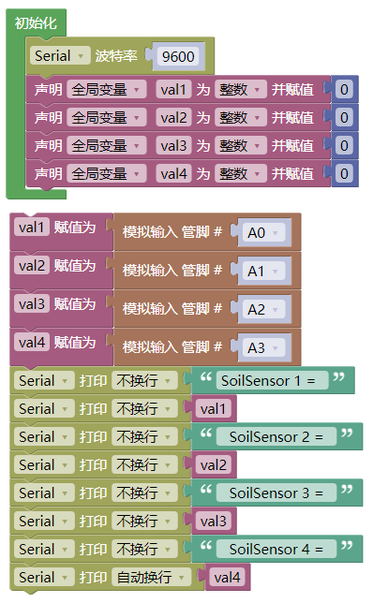 初始化
Serial 波特率 9600
声明 全局变量 val1 为 整数 并赋值 0
声明 全局变量 val2 为 整数 并赋值 0
声明 全局变量 val3 为 整数 并赋值 0
声明 全局变量 val4 为 整数 并赋值 0
val1 赋值为 模拟输入 管脚 # A0
val2 赋值为 模拟输入 管脚 # A1
val3 赋值为 模拟输入 管脚 # A2
val4 赋值为 模拟输入 管脚 # A3
Serial 打印 不换行 “ SoilSensor 1 = ”
Serial 打印 不换行 val1
Serial 打印 不换行 “ SoilSensor 2 = ”
Serial 打印 不换行 val2
Serial 打印 不换行 “ SoilSensor 3 = ”
Serial 打印 不换行 val3
Serial 打印 不换行 “ SoilSensor 4 = ”
Serial 打印 自动换行 val4